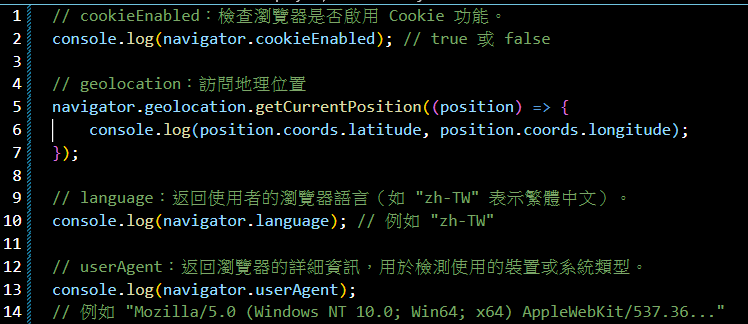 1 // cookieEnabled：檢查瀏覽器是否啟用 Cookie 功能。
2 console.log(navigator.cookieEnabled); // true 或 false
3
4 // geolocation：訪問地理位置
5 navigator.geolocation.getCurrentPosition((position) => {
6     console.log(position.coords.latitude, position.coords.longitude);
7 });
8
9 // language：返回使用者的瀏覽器語言（如 "zh-TW" 表示繁體中文）。
10 console.log(navigator.language); // 例如 "zh-TW"
11
12 // userAgent：返回瀏覽器的詳細資訊，用於檢測使用的裝置或系統類型。
13 console.log(navigator.userAgent);
14 // 例如 "Mozilla/5.0 (Windows NT 10.0; Win64; x64) AppleWebKit/537.36..."